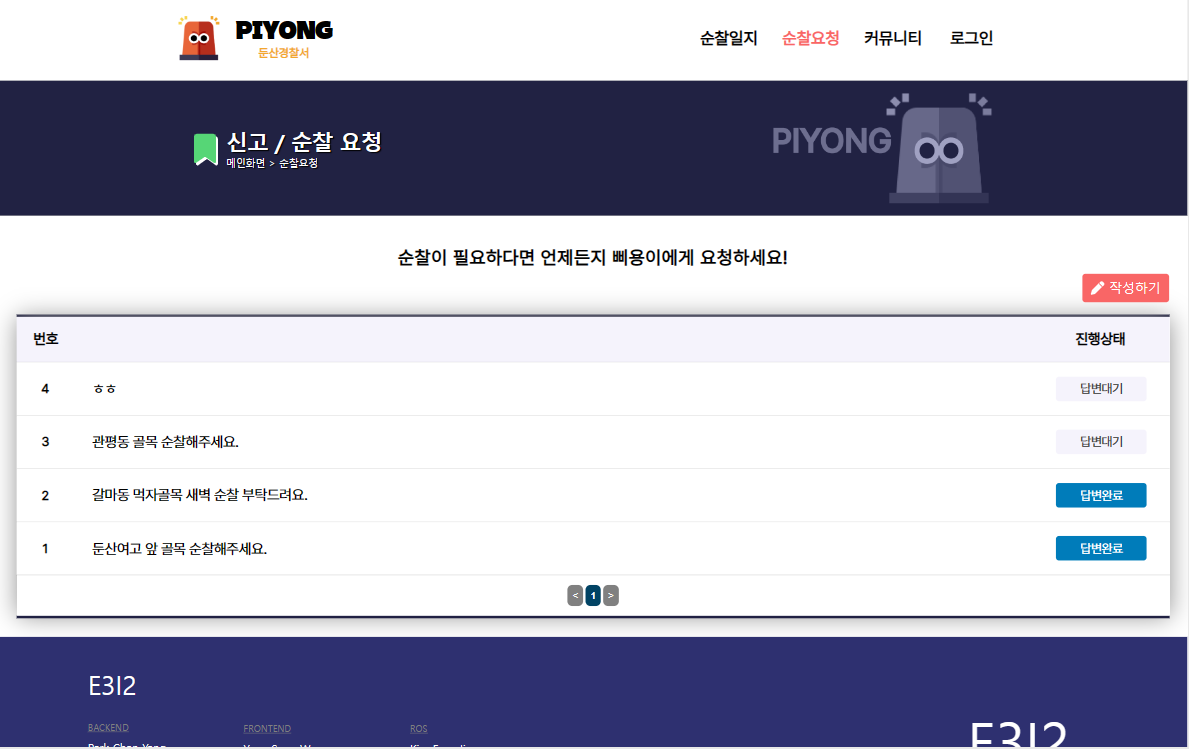 PIYONG
둔산경찰서
순찰일지 순찰요청 커뮤니티 로그인
신고 / 순찰 요청
메인화면 > 순찰요청
PIYONG
순찰이 필요하다면 언제든지 삐용이에게 요청하세요!
작성하기
번호 진행상태
4 ㅎㅎ 답변대기
3 관평동 골목 순찰해주세요. 답변대기
2 갈마동 먹자골목 새벽 순찰 부탁드려요. 답변완료
1 둔산여고 앞 골목 순찰해주세요. 답변완료
< 1 >
E3I2
BACKEND FRONTEND ROS
E3I2